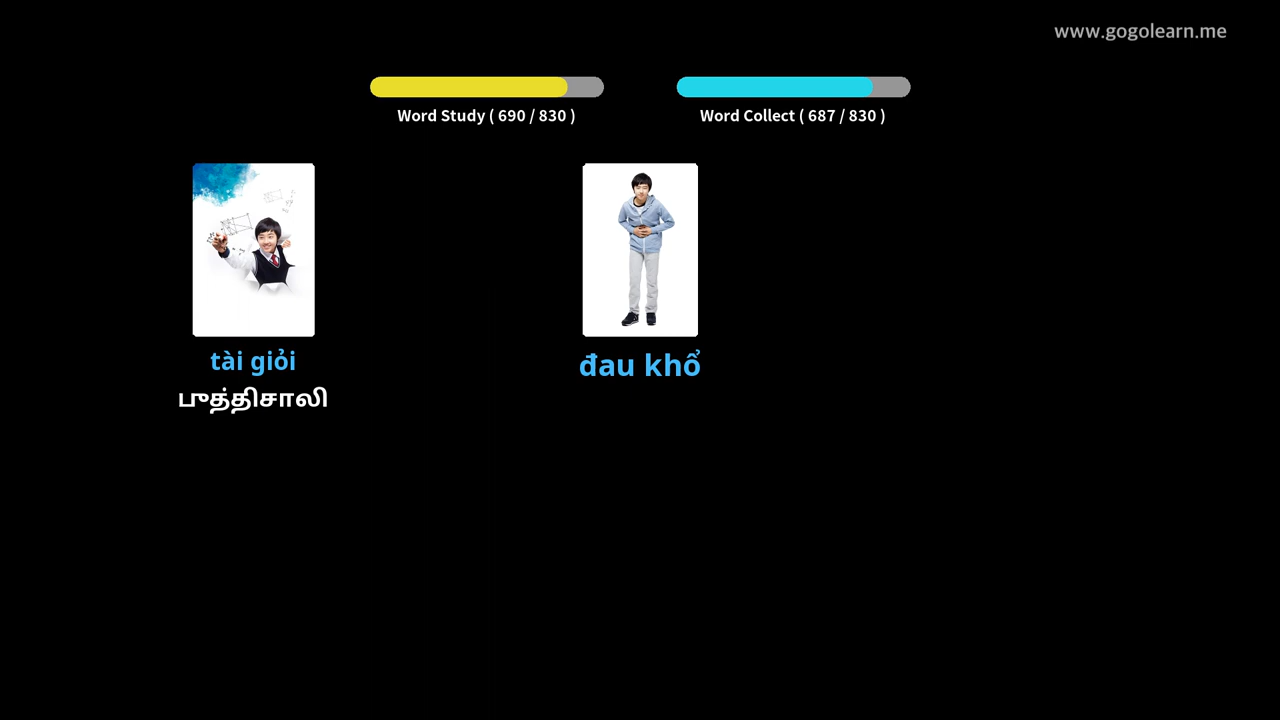 www.gogolearn.me
Word Study ( 690 / 830 )
Word Collect ( 687 / 830 )
tài giỏi
புத்திசாலி
đau khổ